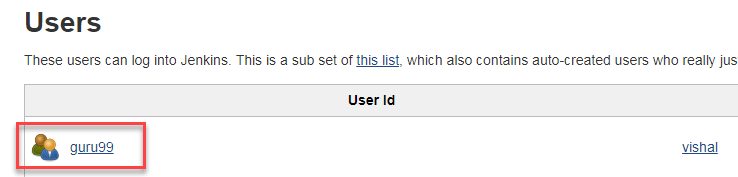 Users
These users can log into Jenkins. This is a sub set of this list, which also contains auto-created users who really jus
User Id
guru99 vishal